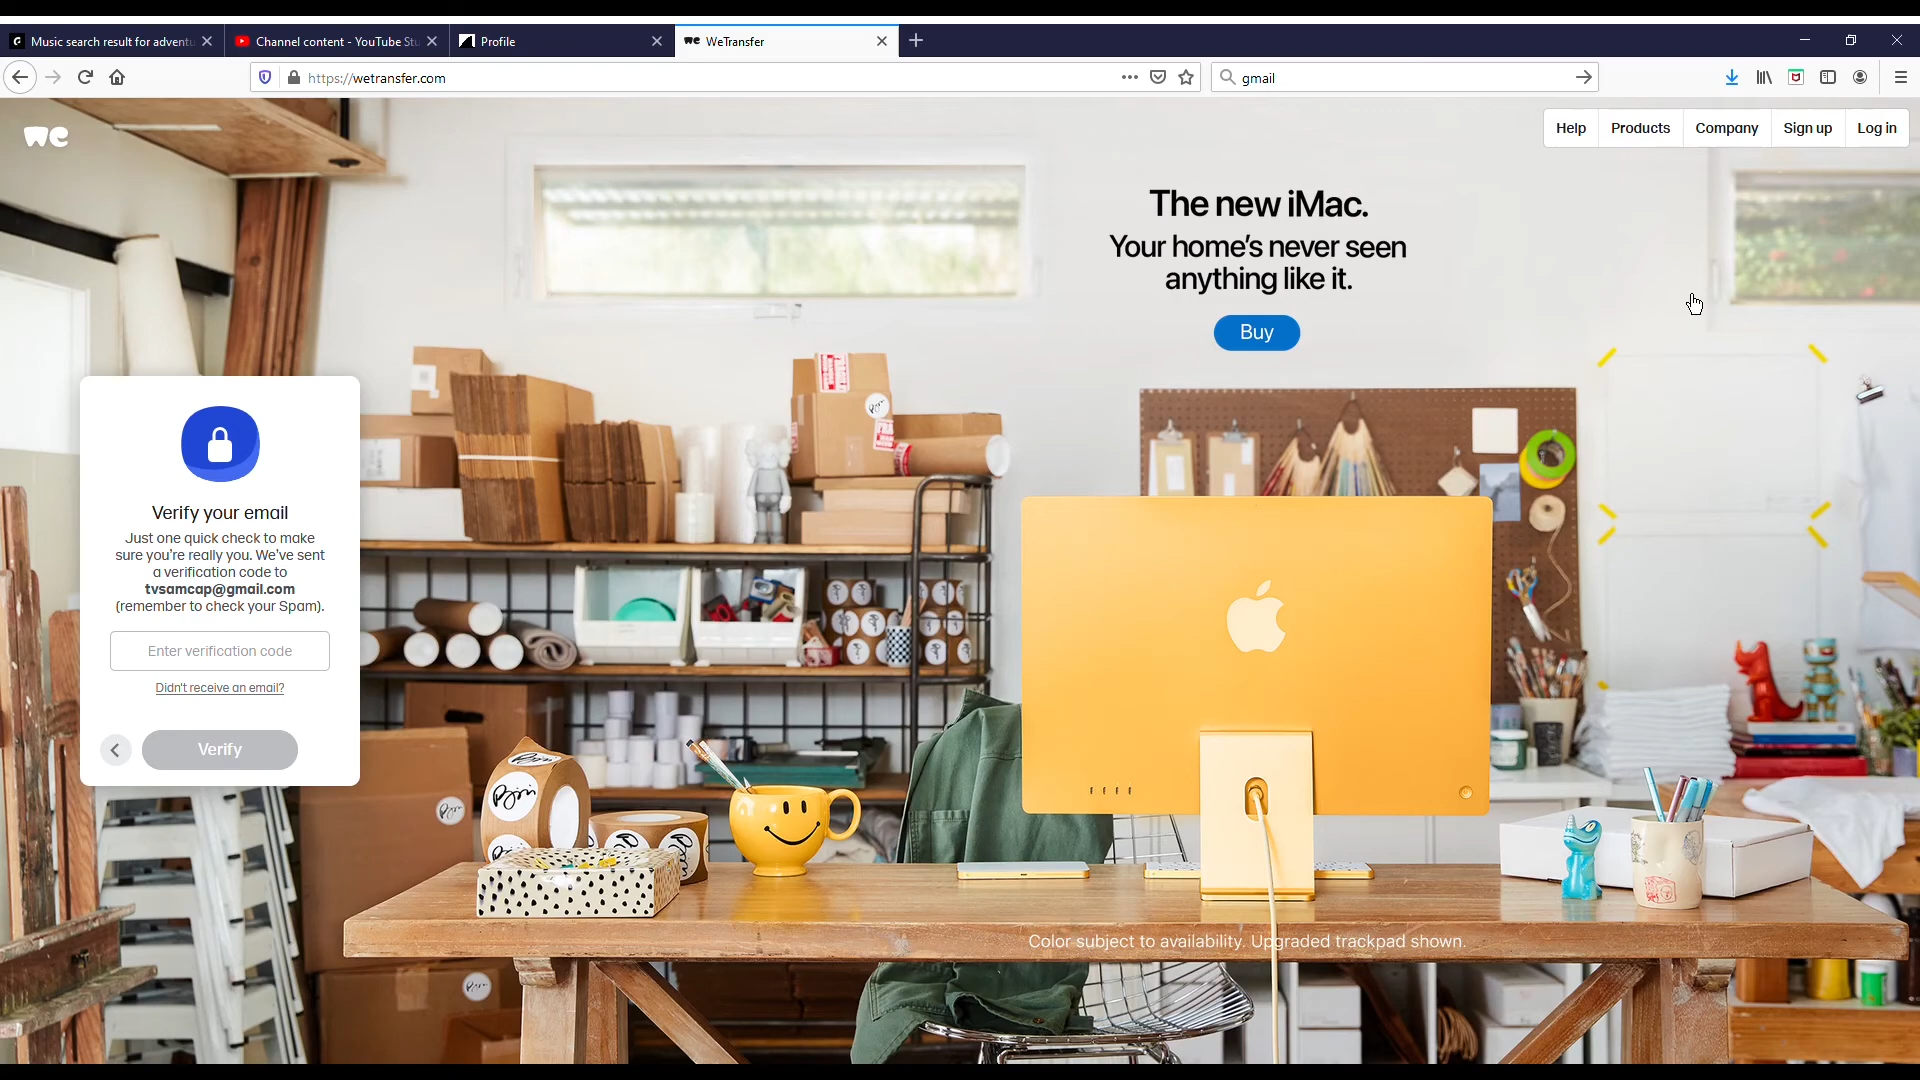 Music search result for adventu
Channel content - YouTube Stu
Profile
we WeTransfer
https://wetransfer.com
gmail
we
Help
Products
Company
Sign up
Log in
The new iMac.
Your home's never seen
anything like it.
Buy
Verify your email
Just one quick check to make
sure you're really you. We've sent
a verification code to
tvsamcap@gmail.com
(remember to check your Spam).
Enter verification code
Didn't receive an email?
Verify
Color subject to availability. Upgraded trackpad shown.